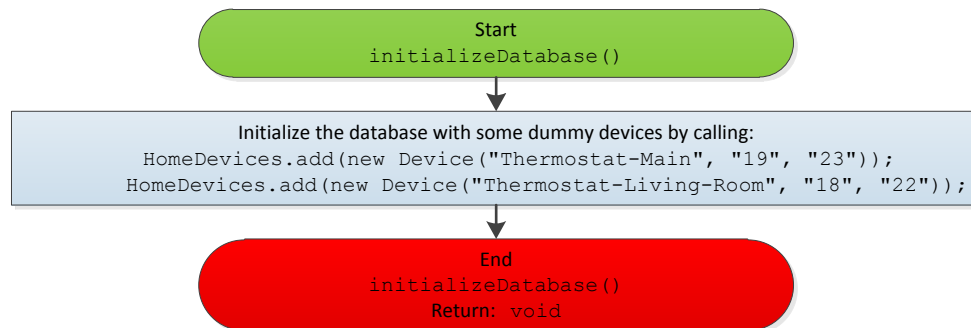 Start
initializeDatabase()
Initialize the database with some dummy devices by calling:
HomeDevices.add(new Device("Thermostat-Main", "19", "23"));
HomeDevices.add(new Device("Thermostat-Living-Room", "18", "22"));
End
initializeDatabase()
Return: void